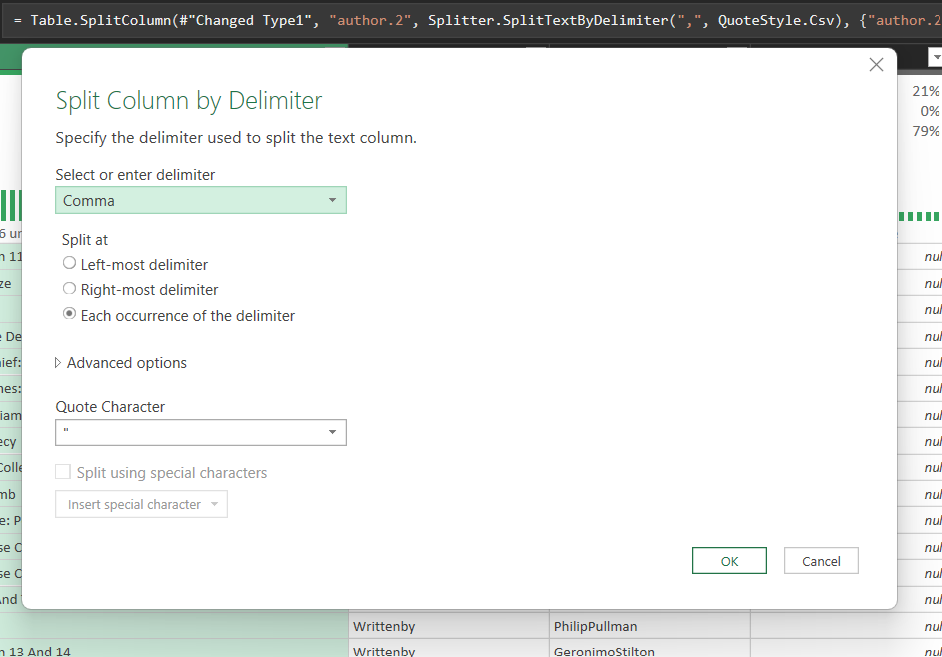 = Table.SplitColumn(#"Changed Type1", "author.2", Splitter.SplitTextByDelimiter(",", QuoteStyle.Csv), {"author.2
Split Column by Delimiter
Specify the delimiter used to split the text column.
Select or enter delimiter
Comma
Split at
Left-most delimiter
Right-most delimiter
Each occurrence of the delimiter
Advanced options
Quote Character
"
Split using special characters
Insert special character
OK
Cancel
21%
0%
79%
6 un
n 11
ze
e De
hief:
nes:
iam
ecy
Colle
mb
e: P
se C
se C
And
nul
nul
nul
nul
nul
nul
nul
nul
nul
nul
nul
nul
nul
nul
Writtenby
PhilipPullman
nul
n 13 And 14
Writtenby
GeronimoStilton
nul